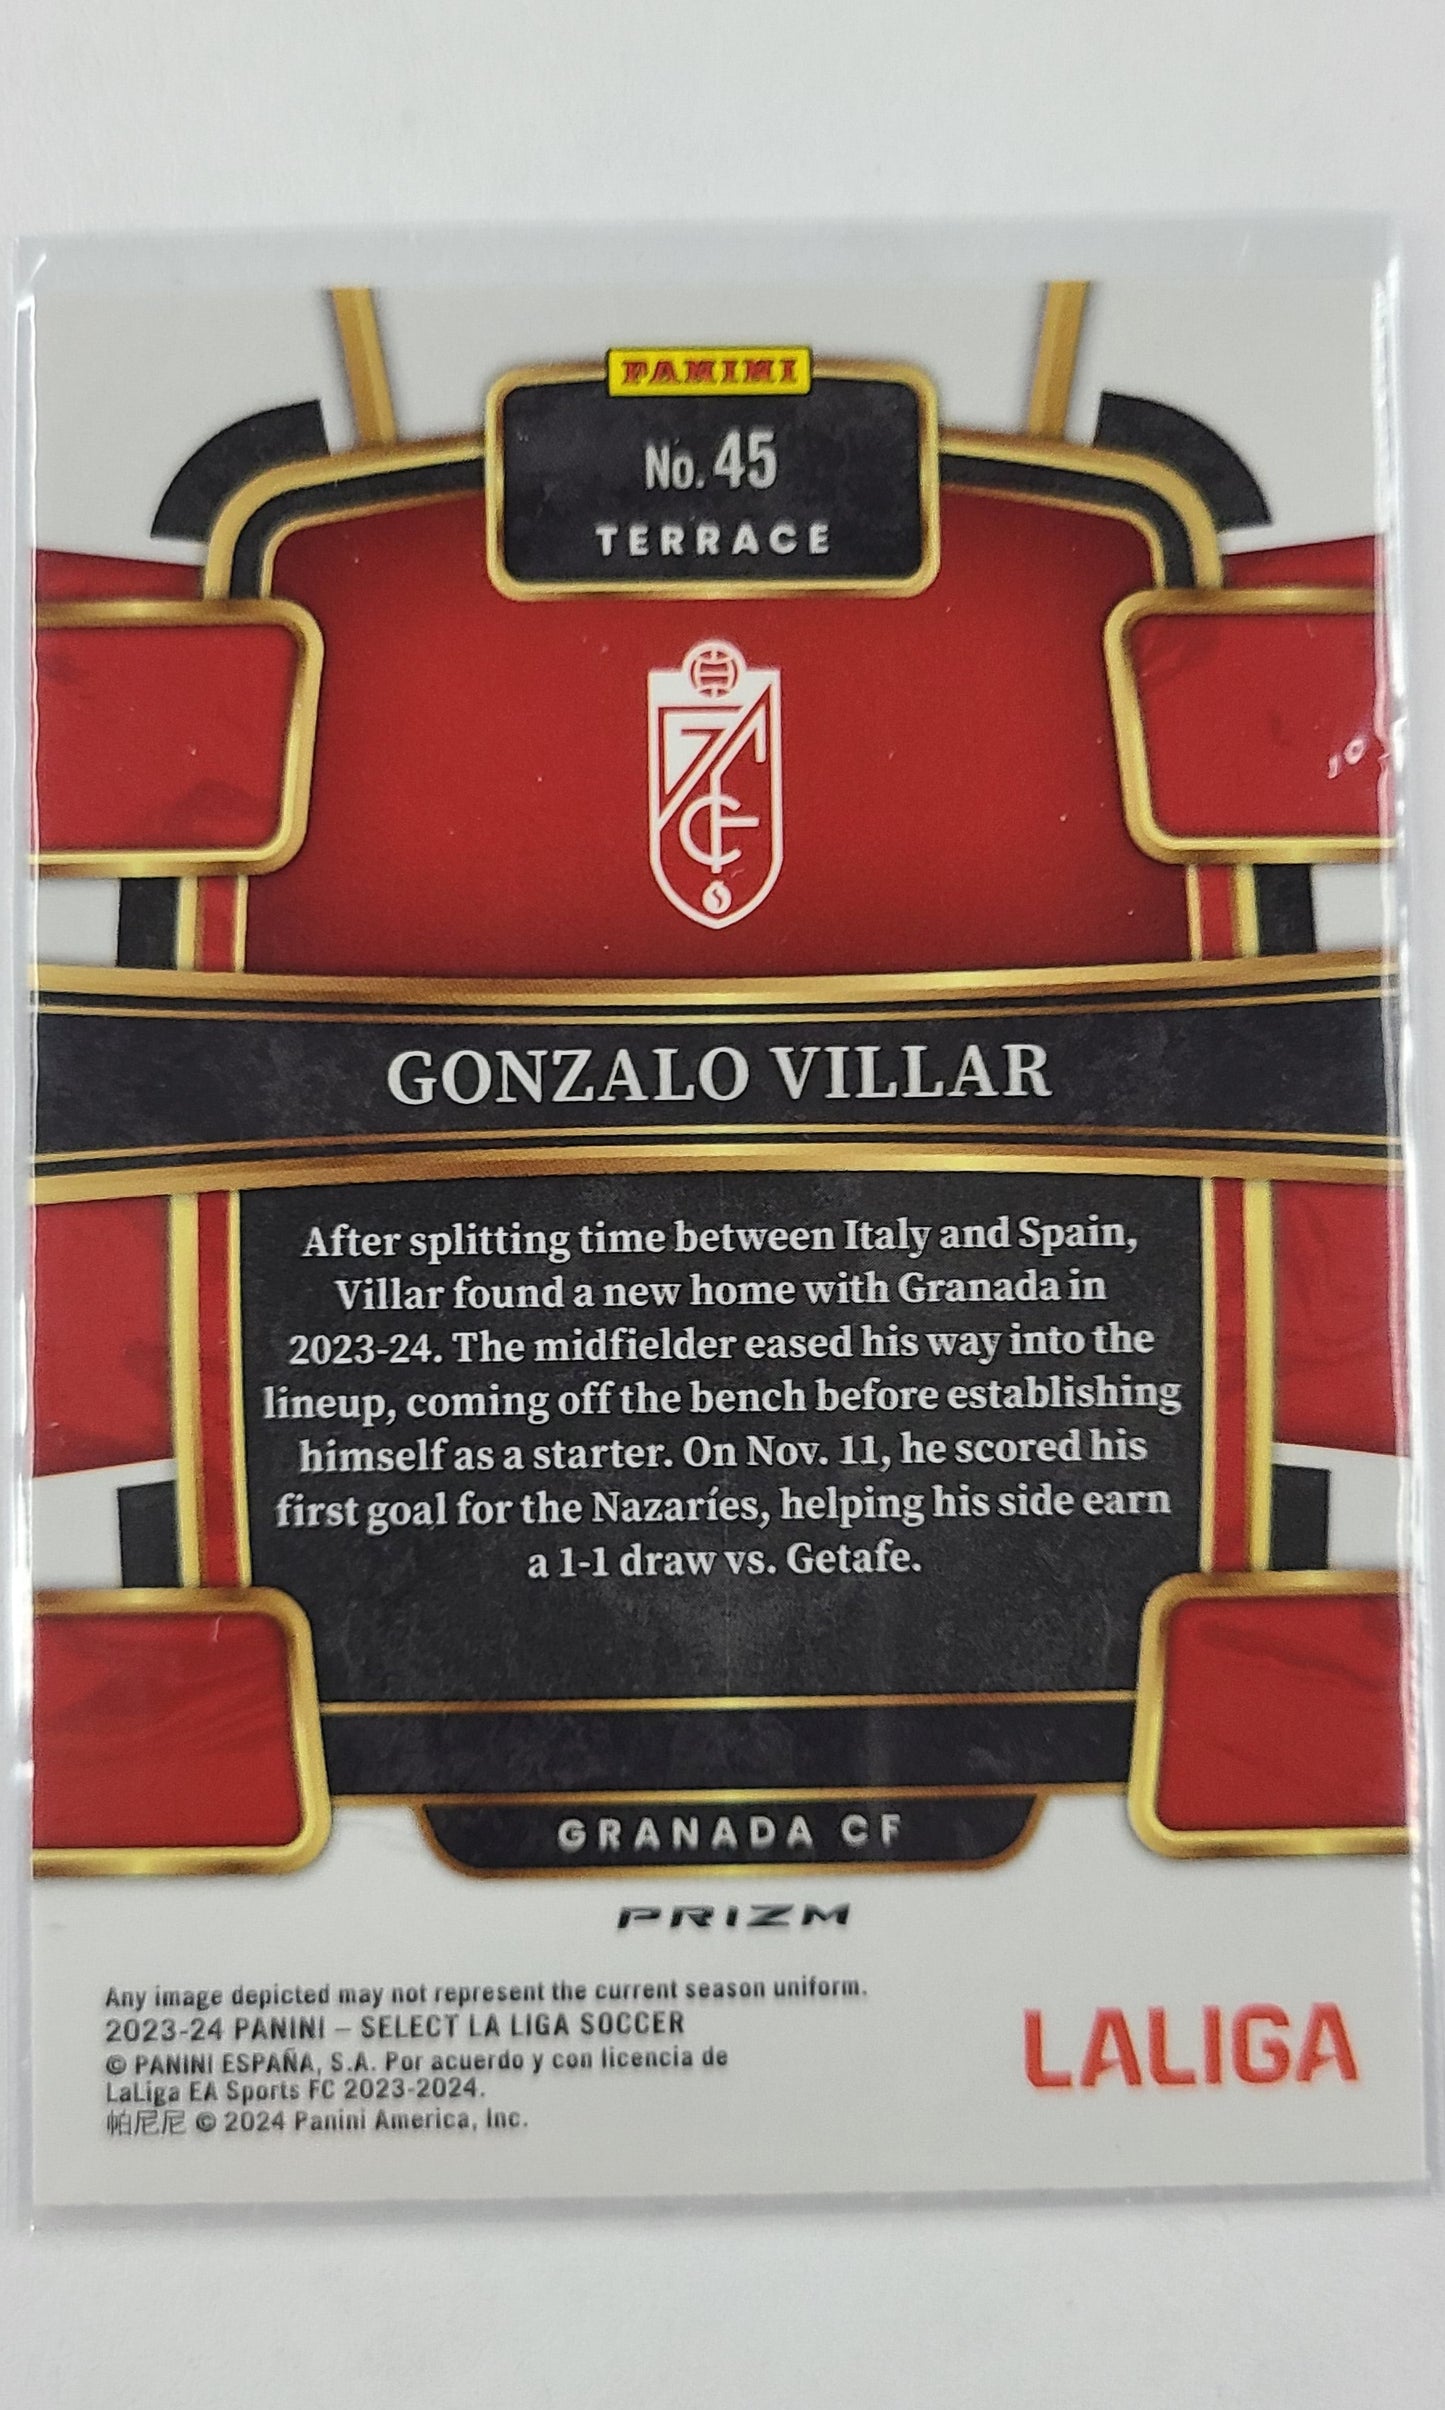 PANINI
No. 45
TERRACE
GONZALO VILLAR
After splitting time between Italy and Spain,
Villar found a new home with Granada in
2023-24. The midfielder eased his way into the
lineup, coming off the bench before establishing
himself as a starter. On Nov. 11, he scored his
first goal for the Nazaríes, helping his side earn
a 1-1 draw vs. Getafe.
GRANADA CF
PRIZM
Any image depicted may not represent the current season uniform.
2023-24 PANINI – SELECT LA LIGA SOCCER
© PANINI ESPAÑA, S.A. Por acuerdo y con licencia de
LaLiga EA Sports FC 2023-2024.
帕尼尼 © 2024 Panini America, Inc.
LALIGA